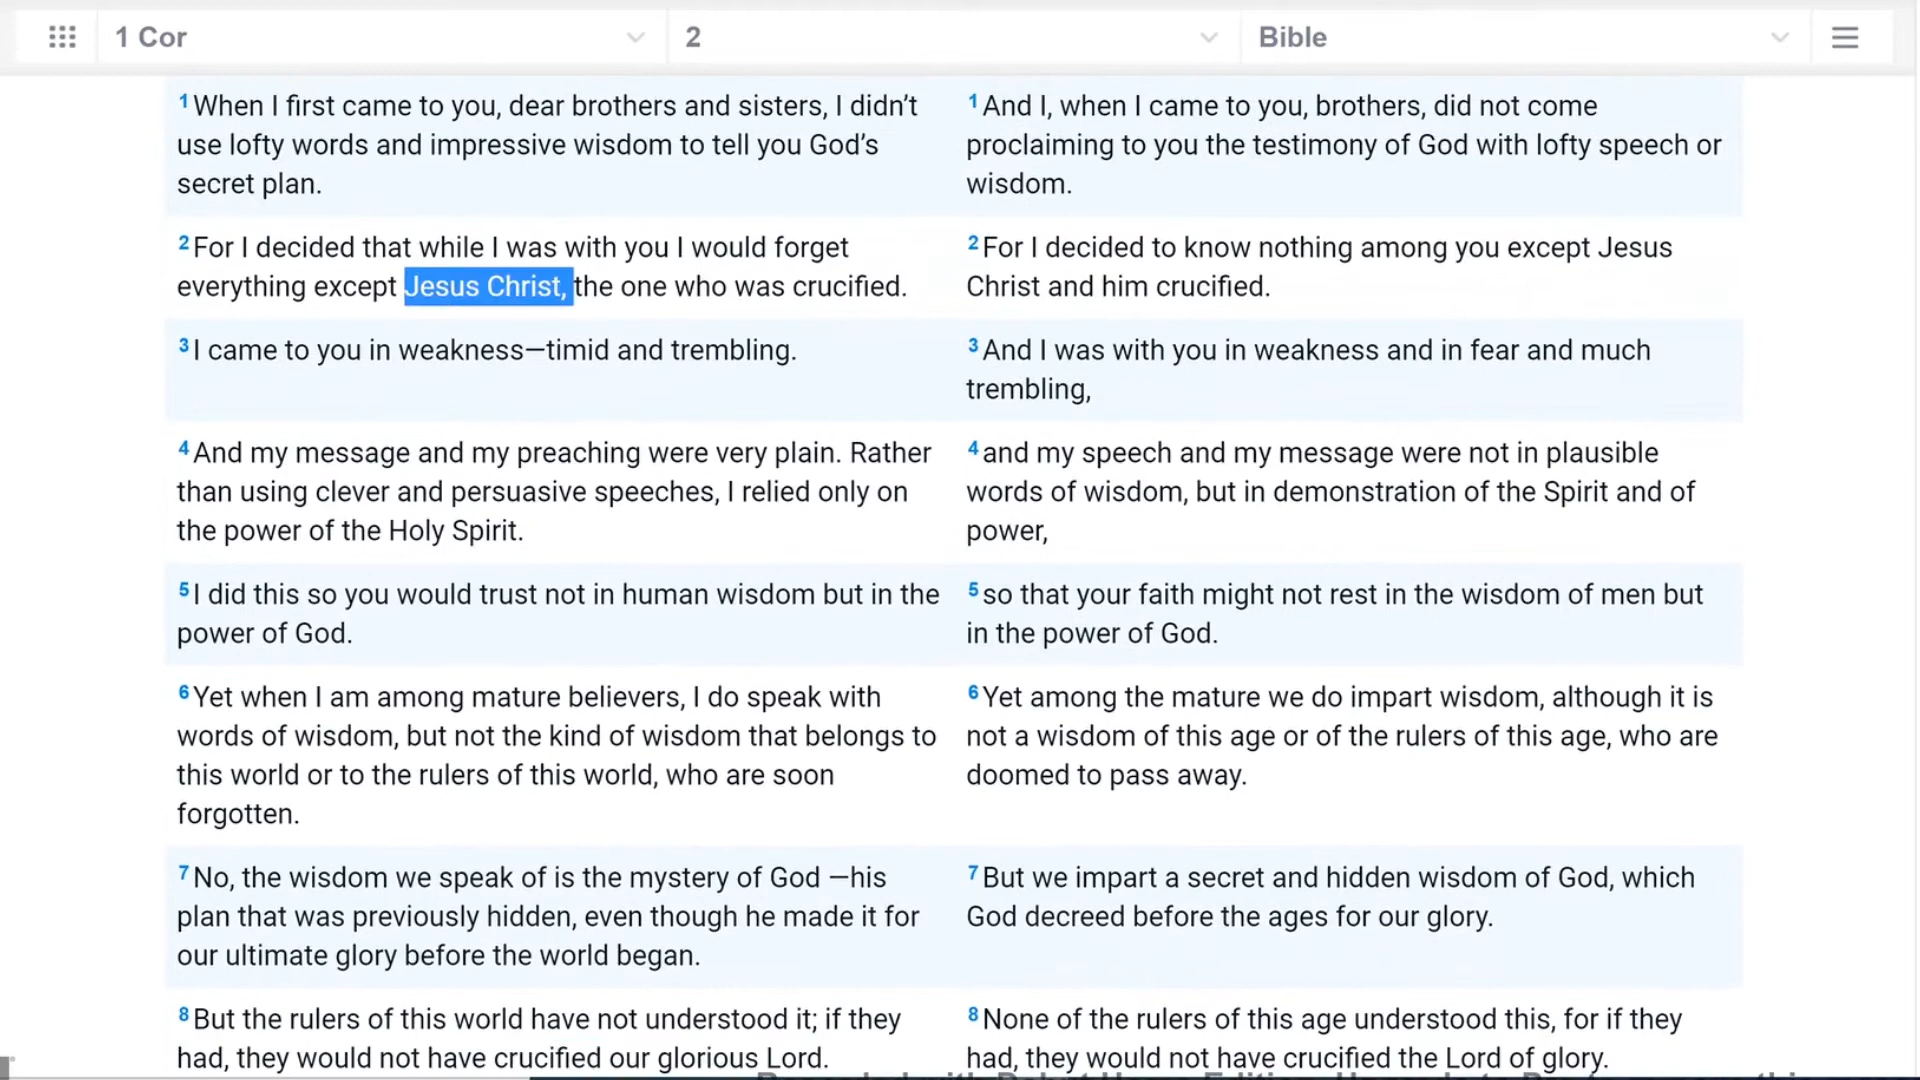 1 Cor
2
Bible
1 When I first came to you, dear brothers and sisters, I didn’t
use lofty words and impressive wisdom to tell you God’s
secret plan.
2 For I decided that while I was with you I would forget
everything except Jesus Christ, the one who was crucified.
3 I came to you in weakness—timid and trembling.
4 And my message and my preaching were very plain. Rather
than using clever and persuasive speeches, I relied only on
the power of the Holy Spirit.
5 I did this so you would trust not in human wisdom but in the
power of God.
6 Yet when I am among mature believers, I do speak with
words of wisdom, but not the kind of wisdom that belongs to
this world or to the rulers of this world, who are soon
forgotten.
7 No, the wisdom we speak of is the mystery of God —his
plan that was previously hidden, even though he made it for
our ultimate glory before the world began.
8 But the rulers of this world have not understood it; if they
had, they would not have crucified our glorious Lord.
1 And I, when I came to you, brothers, did not come
proclaiming to you the testimony of God with lofty speech or
wisdom.
2 For I decided to know nothing among you except Jesus
Christ and him crucified.
3 And I was with you in weakness and in fear and much
trembling,
4 and my speech and my message were not in plausible
words of wisdom, but in demonstration of the Spirit and of
power,
5 so that your faith might not rest in the wisdom of men but
in the power of God.
6 Yet among the mature we do impart wisdom, although it is
not a wisdom of this age or of the rulers of this age, who are
doomed to pass away.
7 But we impart a secret and hidden wisdom of God, which
God decreed before the ages for our glory.
8 None of the rulers of this age understood this, for if they
had, they would not have crucified the Lord of glory.